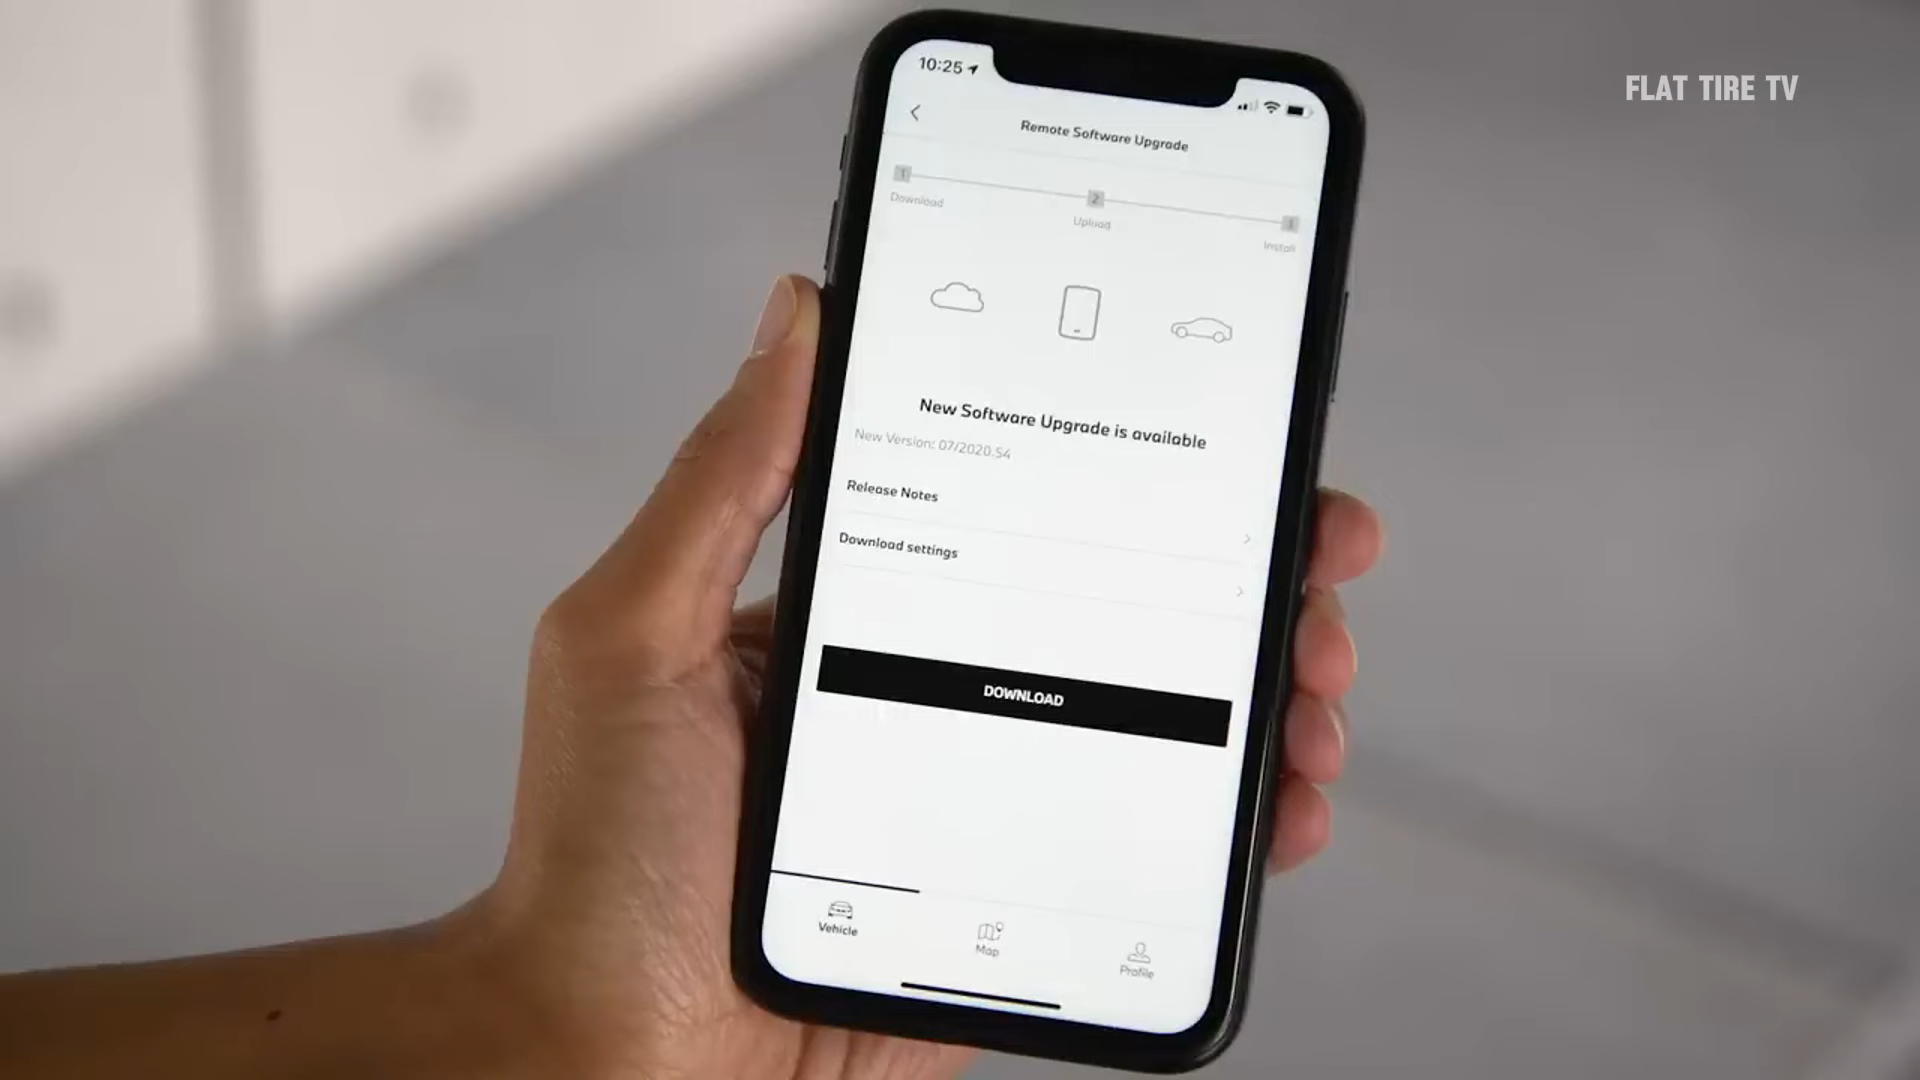 FLAT TIRE TV
10:25
Remote Software Upgrade
1
2
3
Download
Upload
Install
New Software Upgrade is available
New Version: 07/2020.54
Release Notes
Download settings
DOWNLOAD
Vehicle
Map
Profile